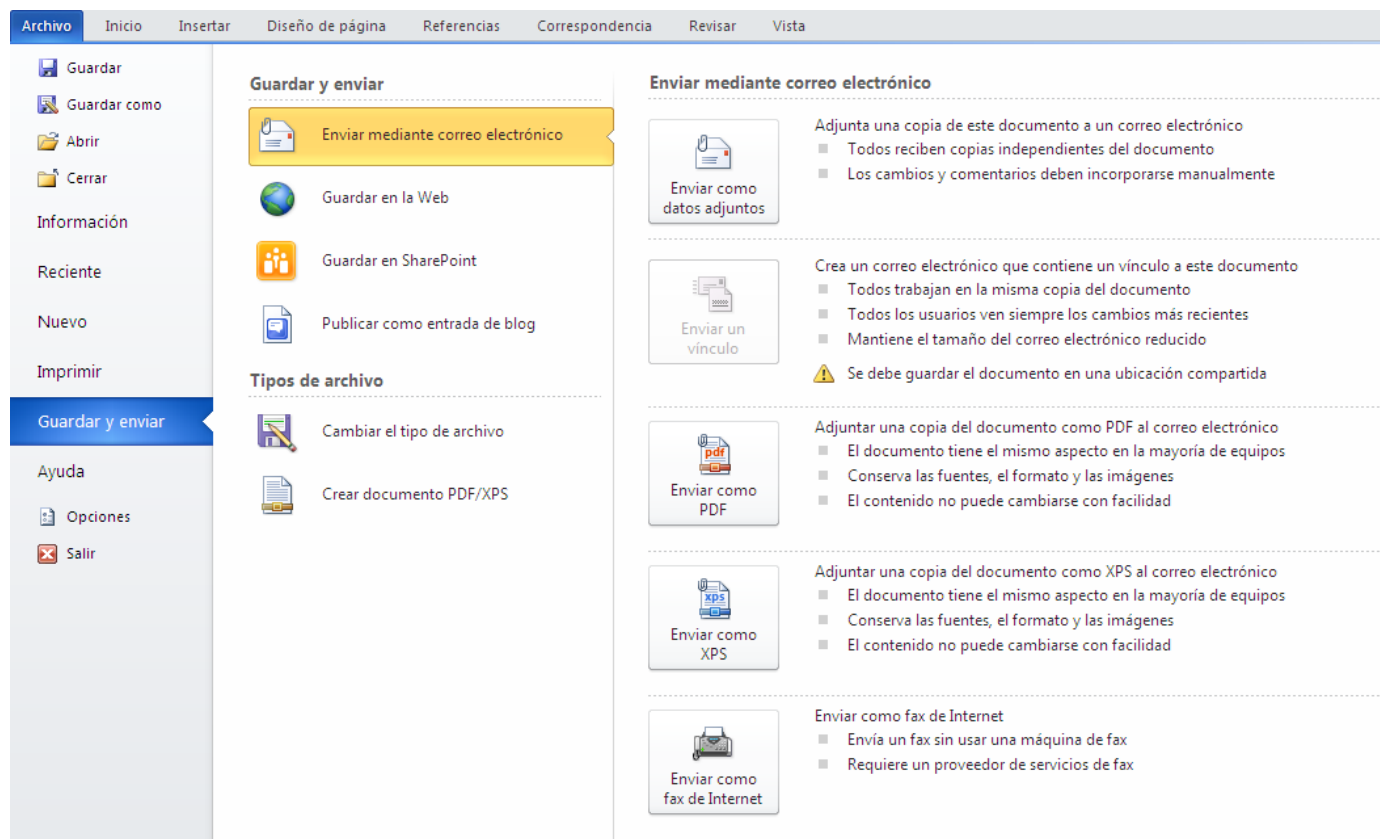 Archivo Inicio Insertar Diseño de página Referencias Correspondencia Revisar Vista
Guardar
Guardar como
Abrir
Cerrar
Información
Reciente
Nuevo
Imprimir
Guardar y enviar
Ayuda
Opciones
Salir
Guardar y enviar
Enviar mediante correo electrónico
Guardar en la Web
Guardar en SharePoint
Publicar como entrada de blog
Tipos de archivo
Cambiar el tipo de archivo
Crear documento PDF/XPS
Enviar mediante correo electrónico
Enviar como
datos adjuntos
Adjunta una copia de este documento a un correo electrónico
Todos reciben copias independientes del documento
Los cambios y comentarios deben incorporarse manualmente
Enviar un
vínculo
Crea un correo electrónico que contiene un vínculo a este documento
Todos trabajan en la misma copia del documento
Todos los usuarios ven siempre los cambios más recientes
Mantiene el tamaño del correo electrónico reducido
Se debe guardar el documento en una ubicación compartida
pdf
Enviar como
PDF
Adjuntar una copia del documento como PDF al correo electrónico
El documento tiene el mismo aspecto en la mayoría de equipos
Conserva las fuentes, el formato y las imágenes
El contenido no puede cambiarse con facilidad
xps
Enviar como
XPS
Adjuntar una copia del documento como XPS al correo electrónico
El documento tiene el mismo aspecto en la mayoría de equipos
Conserva las fuentes, el formato y las imágenes
El contenido no puede cambiarse con facilidad
Enviar como
fax de Internet
Enviar como fax de Internet
Envía un fax sin usar una máquina de fax
Requiere un proveedor de servicios de fax